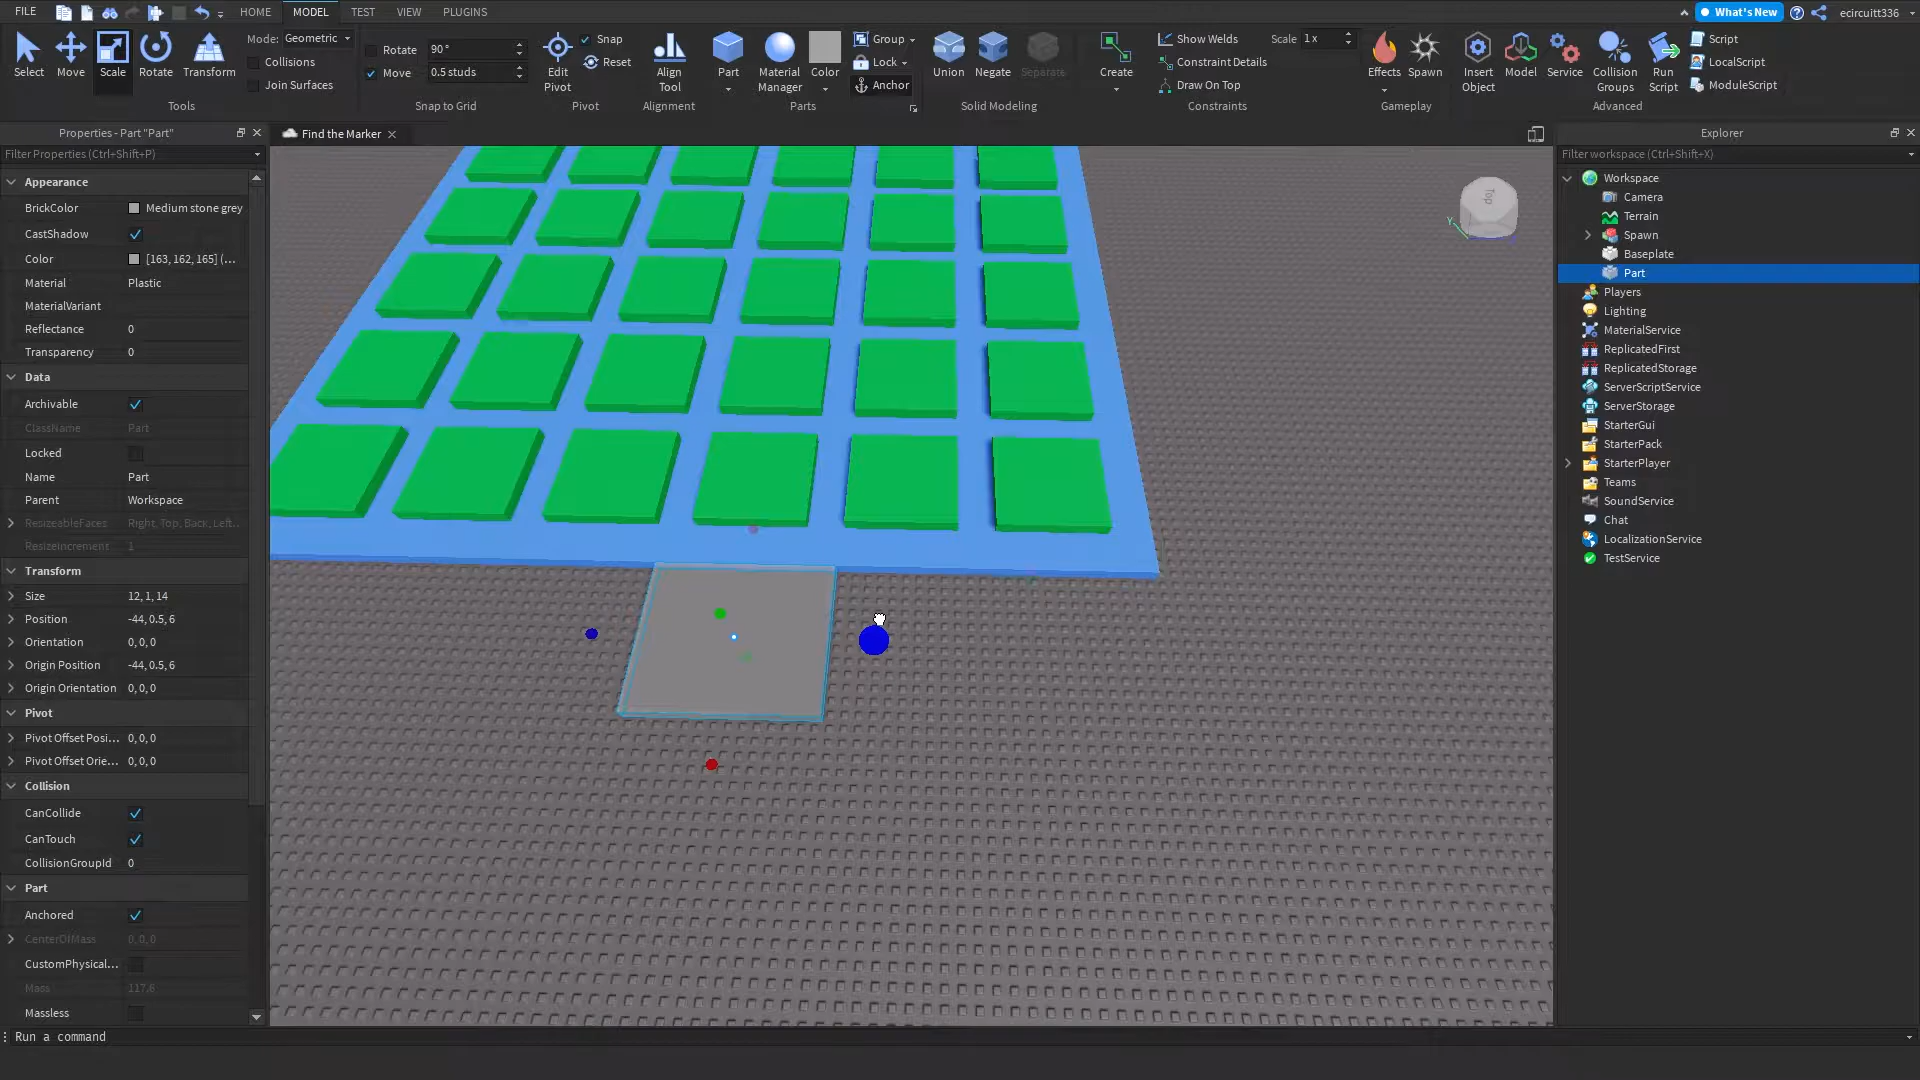 FILE HOME MODEL TEST VIEW PLUGINS What's New ecircuitt336
Select Move Scale Rotate Transform
Mode: Geometric
Collisions
Join Surfaces
Tools
Rotate 90°
Move 0.5 studs
Snap to Grid
Edit Pivot
Snap
Reset
Pivot
Align Tool
Alignment
Part Material Manager Color
Group
Lock
Anchor
Parts
Union Negate Separate
Solid Modeling
Create
Show Welds Scale 1x
Constraint Details
Draw On Top
Constraints
Effects Spawn
Gameplay
Insert Object Model Service Collision Groups Run Script
Script
LocalScript
ModuleScript
Advanced
Properties - Part "Part"
Filter Properties (Ctrl+Shift+P)
Appearance
BrickColor Medium stone grey
CastShadow
Color [163, 162, 165] (...
Material Plastic
MaterialVariant
Reflectance 0
Transparency 0
Data
Archivable
ClassName Part
Locked
Name Part
Parent Workspace
ResizeableFaces Right, Top, Back, Left...
ResizeIncrement 1
Transform
Size 12, 1, 14
Position -44, 0.5, 6
Orientation 0, 0, 0
Origin Position -44, 0.5, 6
Origin Orientation 0, 0, 0
Pivot
Pivot Offset Posi... 0, 0, 0
Pivot Offset Orie... 0, 0, 0
Collision
CanCollide
CanTouch
CollisionGroupId 0
Part
Anchored
CenterOfMass 0, 0, 0
CustomPhysical...
Mass 117.6
Massless
Find the Marker
Top
Y
Explorer
Filter workspace (Ctrl+Shift+X)
Workspace
Camera
Terrain
Spawn
Baseplate
Part
Players
Lighting
MaterialService
ReplicatedFirst
ReplicatedStorage
ServerScriptService
ServerStorage
StarterGui
StarterPack
StarterPlayer
Teams
SoundService
Chat
LocalizationService
TestService
Run a command